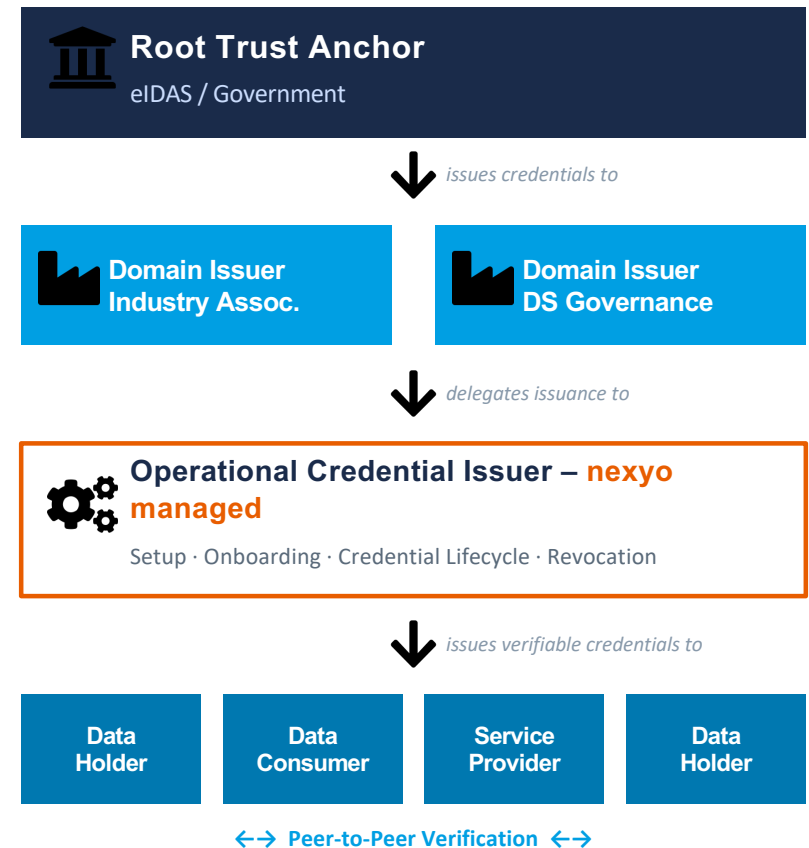 Root Trust Anchor
eIDAS / Government
issues credentials to
Domain Issuer
Industry Assoc.
Domain Issuer
DS Governance
delegates issuance to
Operational Credential Issuer – nexyo
managed
Setup · Onboarding · Credential Lifecycle · Revocation
issues verifiable credentials to
Data
Holder
Data
Consumer
Service
Provider
Data
Holder
←→ Peer-to-Peer Verification ←→